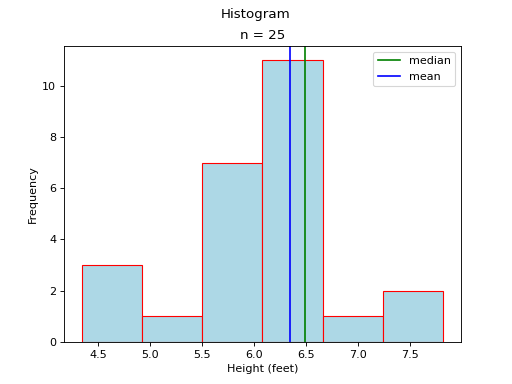 Histogram
n = 25
median
mean
10
8
6
4
2
0
Frequency
4.5 5.0 5.5 6.0 6.5 7.0 7.5
Height (feet)